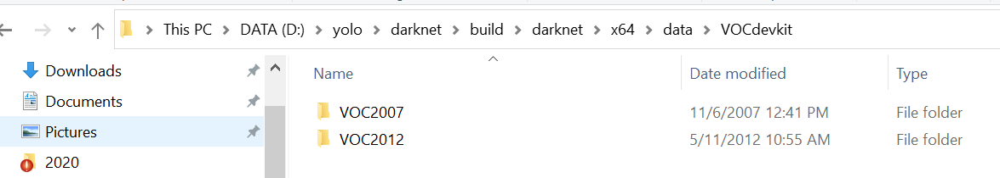 This PC > DATA (D:) > yolo > darknet > build > darknet > x64 > data > VOCdevkit
Downloads
Documents
Pictures
2020
Name Date modified Type
VOC2007 11/6/2007 12:41 PM File folder
VOC2012 5/11/2012 10:55 AM File folder